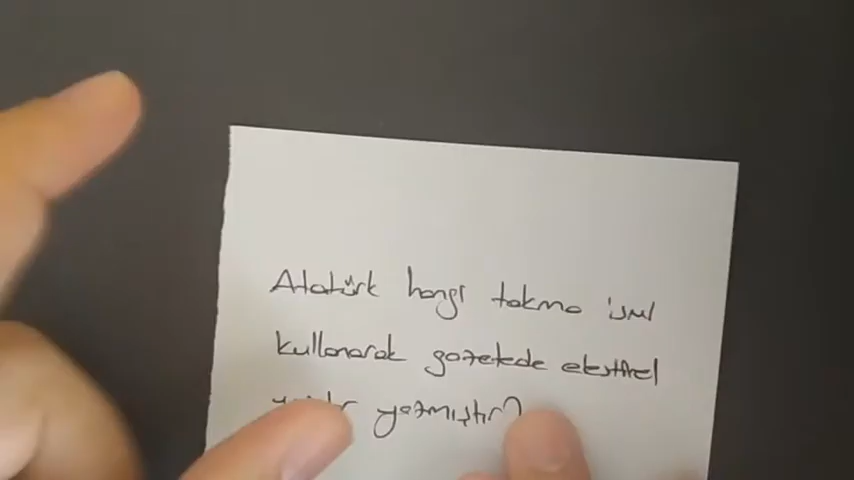 Atatürk hangi takma ismi
kullanarak gazetede eleştirel
yazmıştır?